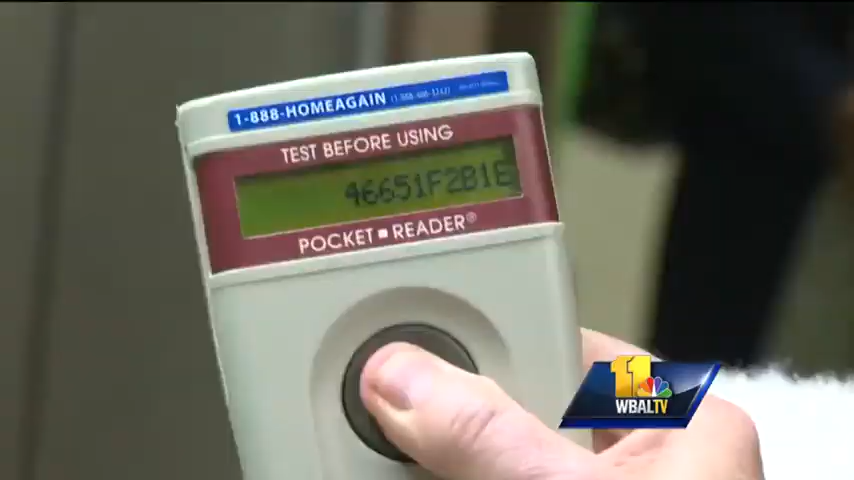 1-888-HOMEAGAIN
TEST BEFORE USING
46651F2B1E
POCKET READER®
11
WBALTV